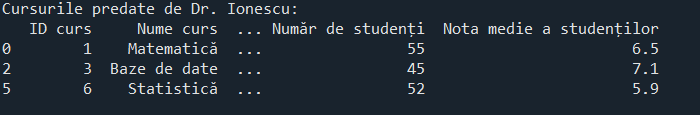 Cursurile predate de Dr. Ionescu:
ID curs Nume curs ... Număr de studenți Nota medie a studenților
0 1 Matematică ... 55 6.5
2 3 Baze de date ... 45 7.1
5 6 Statistică ... 52 5.9